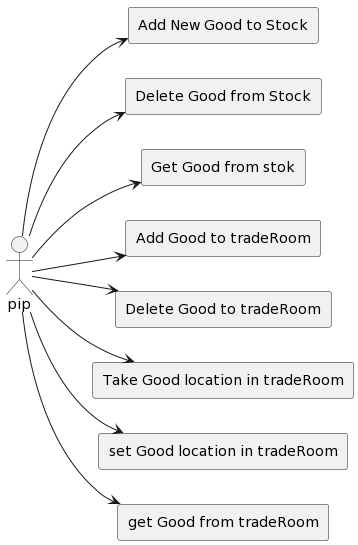 Add New Good to Stock
Delete Good from Stock
Get Good from stok
Add Good to tradeRoom
pip
Delete Good to tradeRoom
Take Good location in tradeRoom
set Good location in tradeRoom
get Good from tradeRoom